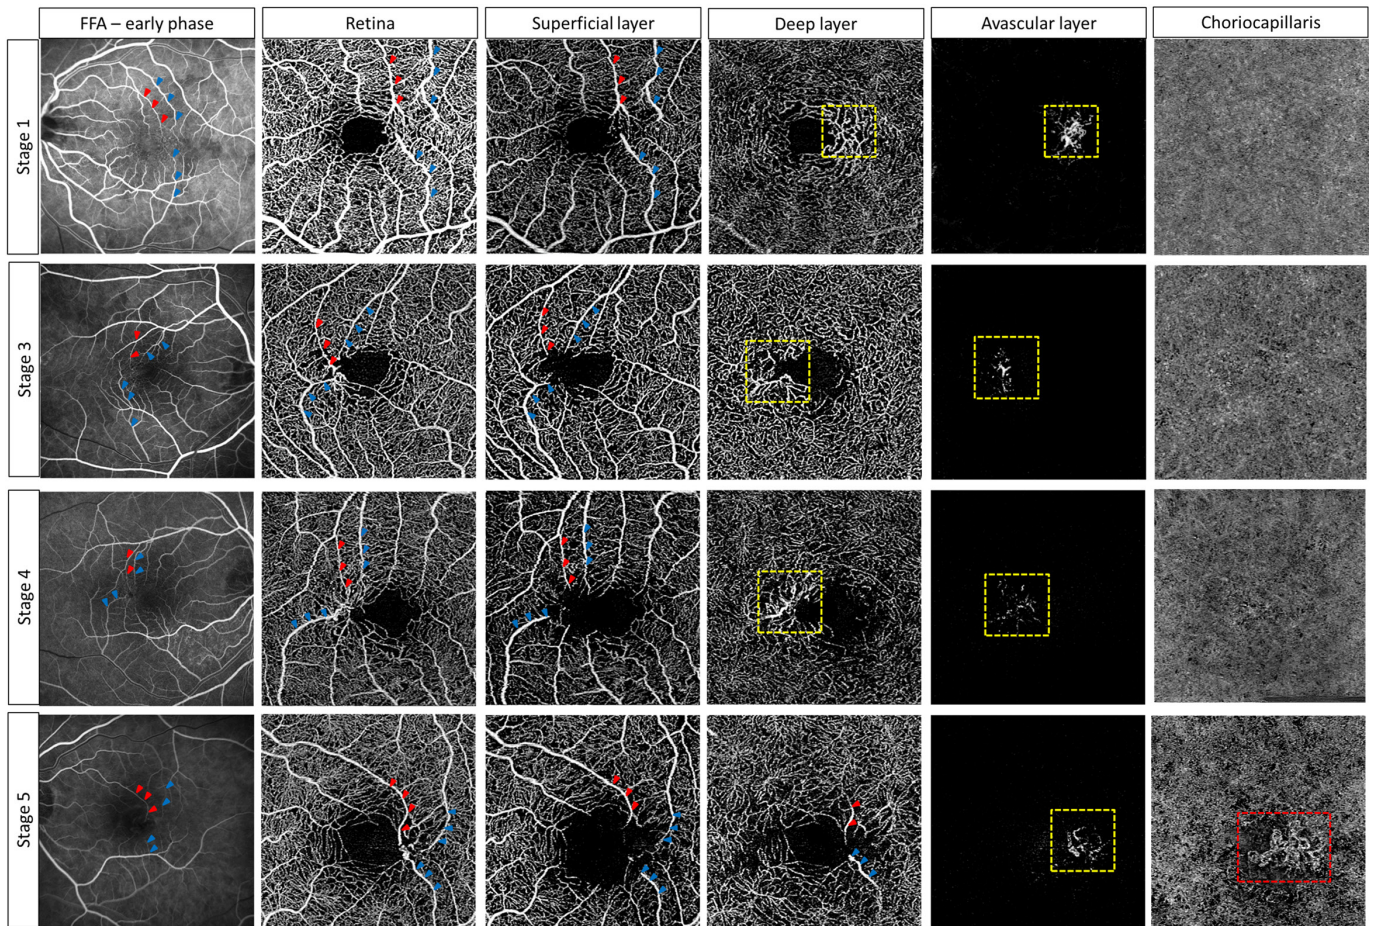 FFA – early phase
Retina
Superficial layer
Deep layer
Avascular layer
Choriocapillaris
Stage 1
Stage 3
Stage 4
Stage 5